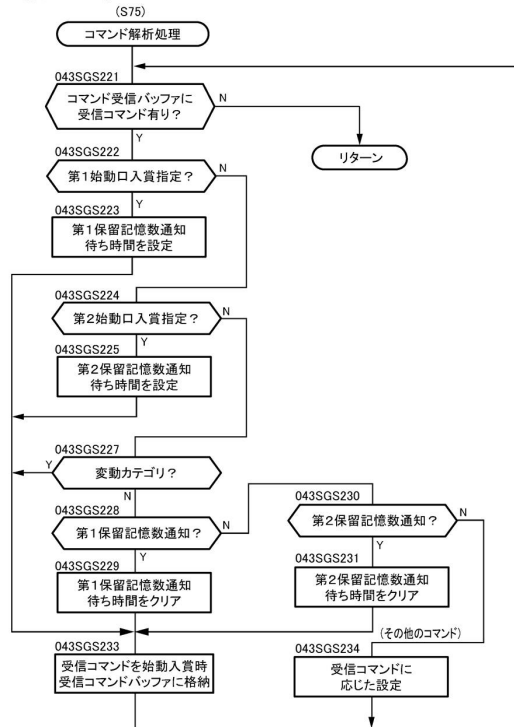 (S75)
コマンド解析処理
043SGS221
コマンド受信バッファに
受信コマンド有り？
N
Y
リターン
043SGS222
第1始動口入賞指定？
N
Y
043SGS223
第1保留記憶数通知
待ち時間を設定
043SGS224
第2始動口入賞指定？
N
Y
043SGS225
第2保留記憶数通知
待ち時間を設定
043SGS227
Y
変動カテゴリ？
N
043SGS228
第1保留記憶数通知？
N
Y
043SGS229
第1保留記憶数通知
待ち時間をクリア
043SGS230
第2保留記憶数通知？
N
Y
043SGS231
第2保留記憶数通知
待ち時間をクリア
043SGS233
受信コマンドを始動入賞時
受信コマンドバッファに格納
(その他のコマンド)
043SGS234
受信コマンドに
応じた設定